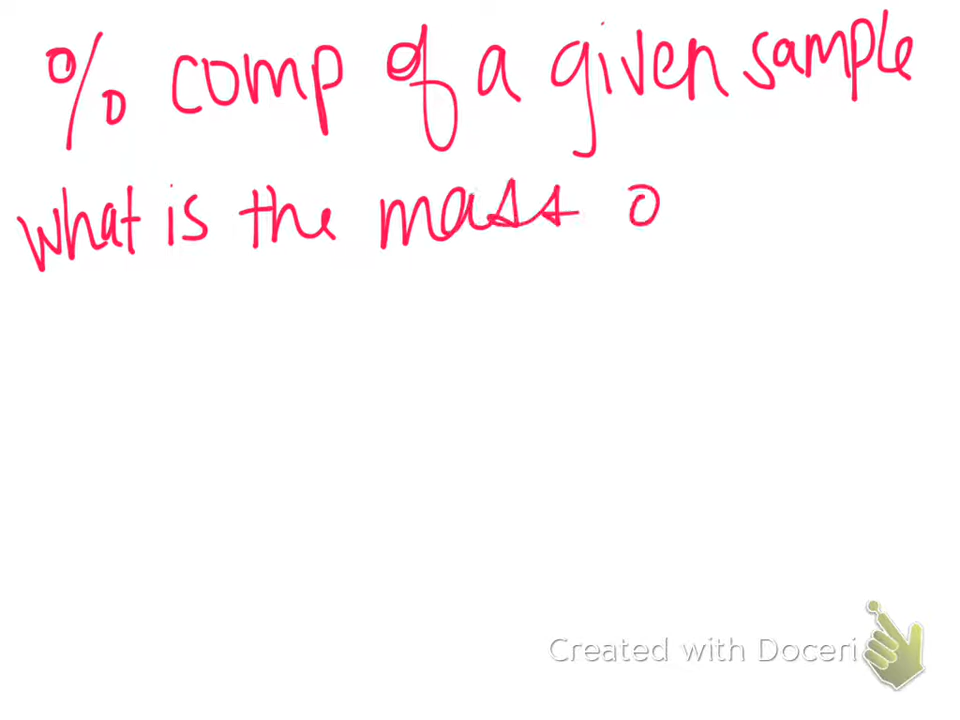 % comp of a given sample
what is the mass o
Created with Doceri